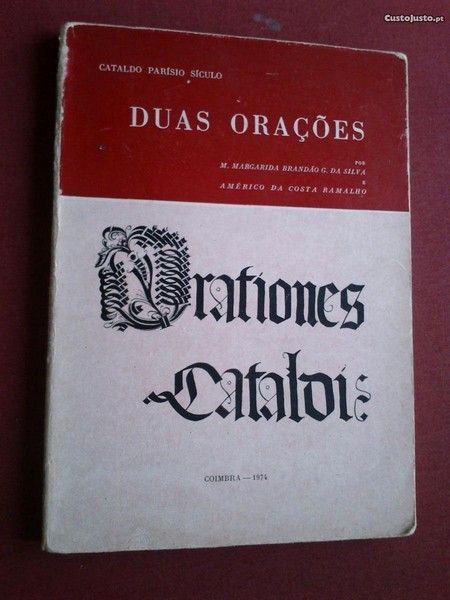 CustoJusto.pt
CATALDO PARÍSIO SÍCULO
DUAS ORAÇÕES
POR
M. MARGARIDA BRANDÃO G. DA SILVA
E
AMÉRICO DA COSTA RAMALHO
Orationes
Cataldi:
COIMBRA — 1974